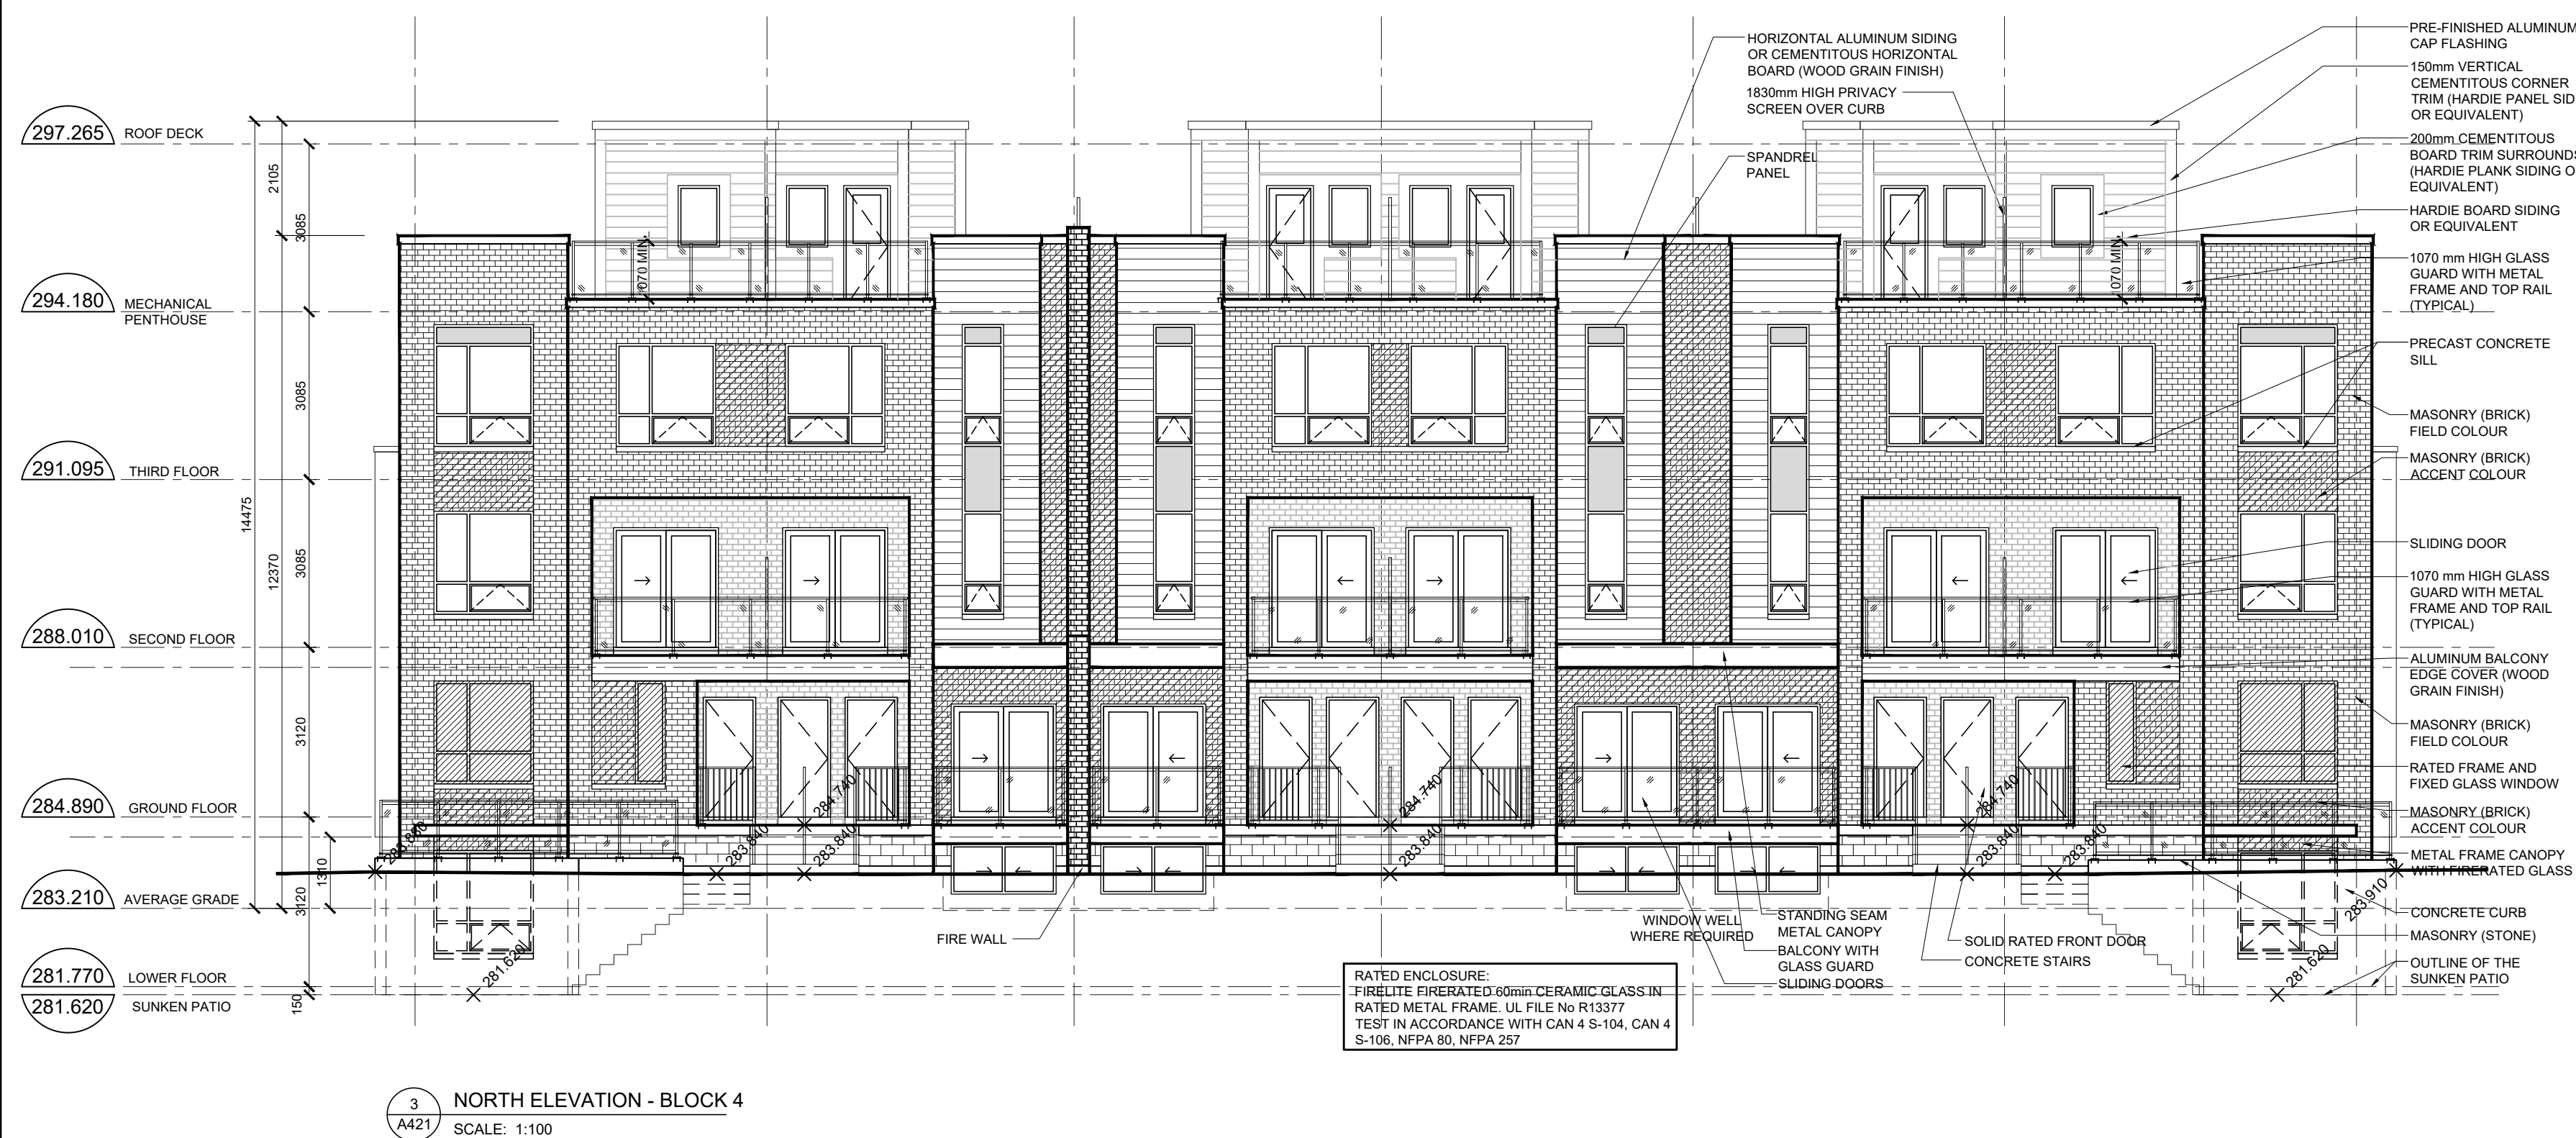 HORIZONTAL ALUMINUM SIDING
OR CEMENTITOUS HORIZONTAL
BOARD (WOOD GRAIN FINISH)
1830mm HIGH PRIVACY
SCREEN OVER CURB
SPANDREL
PANEL
PRE-FINISHED ALUMINUM
CAP FLASHING
150mm VERTICAL
CEMENTITOUS CORNER
TRIM (HARDIE PANEL SID
OR EQUIVALENT)
200mm CEMENTITOUS
BOARD TRIM SURROUNDS
(HARDIE PLANK SIDING O
EQUIVALENT)
HARDIE BOARD SIDING
OR EQUIVALENT
1070 mm HIGH GLASS
GUARD WITH METAL
FRAME AND TOP RAIL
(TYPICAL)
PRECAST CONCRETE
SILL
MASONRY (BRICK)
FIELD COLOUR
MASONRY (BRICK)
ACCENT COLOUR
SLIDING DOOR
1070 mm HIGH GLASS
GUARD WITH METAL
FRAME AND TOP RAIL
(TYPICAL)
ALUMINUM BALCONY
EDGE COVER (WOOD
GRAIN FINISH)
MASONRY (BRICK)
FIELD COLOUR
RATED FRAME AND
FIXED GLASS WINDOW
MASONRY (BRICK)
ACCENT COLOUR
METAL FRAME CANOPY
WITH FIRERATED GLASS
CONCRETE CURB
MASONRY (STONE)
OUTLINE OF THE
SUNKEN PATIO
297.265 ROOF DECK
294.180 MECHANICAL
PENTHOUSE
291.095 THIRD FLOOR
288.010 SECOND FLOOR
284.890 GROUND FLOOR
283.210 AVERAGE GRADE
281.770 LOWER FLOOR
281.620 SUNKEN PATIO
2105
3085
3085
14475
12370
3085
3120
1310
3120
150
1070 MIN.
1070 MIN.
283.840
284.740
283.840
284.740
283.840
284.740
283.840
283.840
283.910
281.620
281.620
FIRE WALL
WINDOW WELL
WHERE REQUIRED
STANDING SEAM
METAL CANOPY
BALCONY WITH
GLASS GUARD
SLIDING DOORS
SOLID RATED FRONT DOOR
CONCRETE STAIRS
RATED ENCLOSURE:
FIRELITE FIRERATED 60min CERAMIC GLASS IN
RATED METAL FRAME. UL FILE No R13377
TEST IN ACCORDANCE WITH CAN 4 S-104, CAN 4
S-106, NFPA 80, NFPA 257
3
A421
NORTH ELEVATION - BLOCK 4
SCALE: 1:100